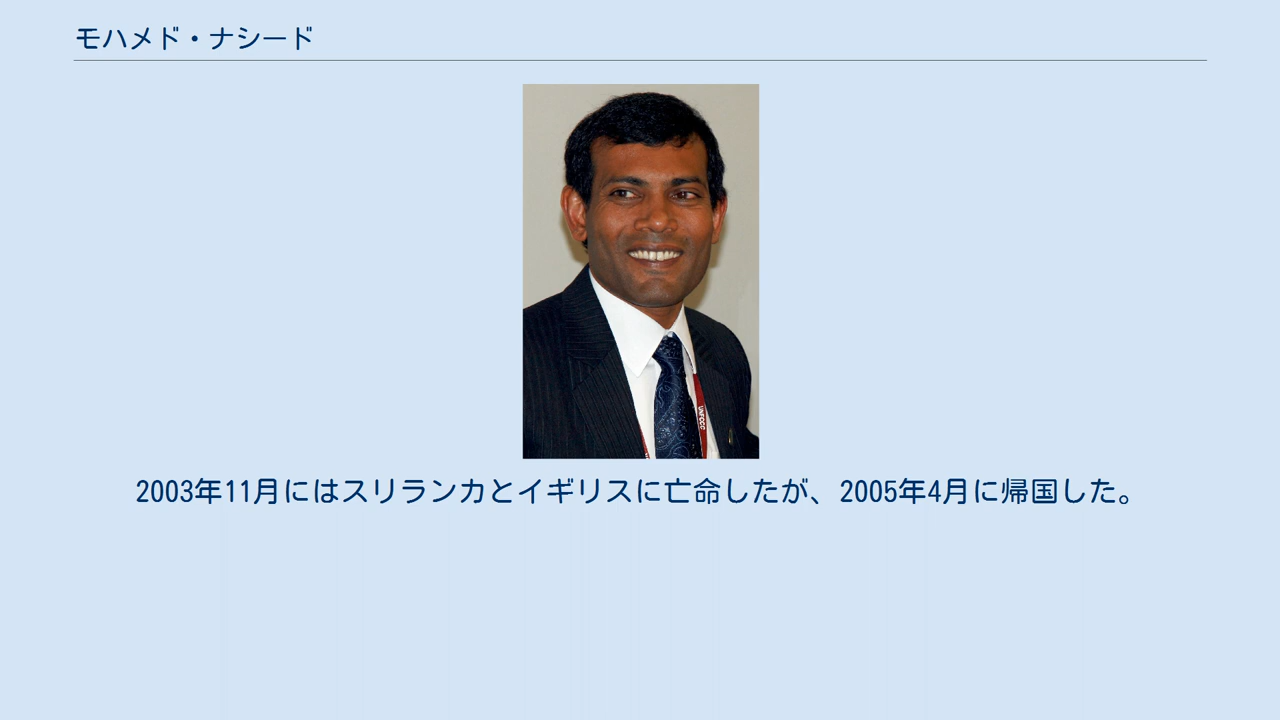 モハメド・ナシード
UNFCCC
2003年11月にはスリランカとイギリスに亡命したが、2005年4月に帰国した。